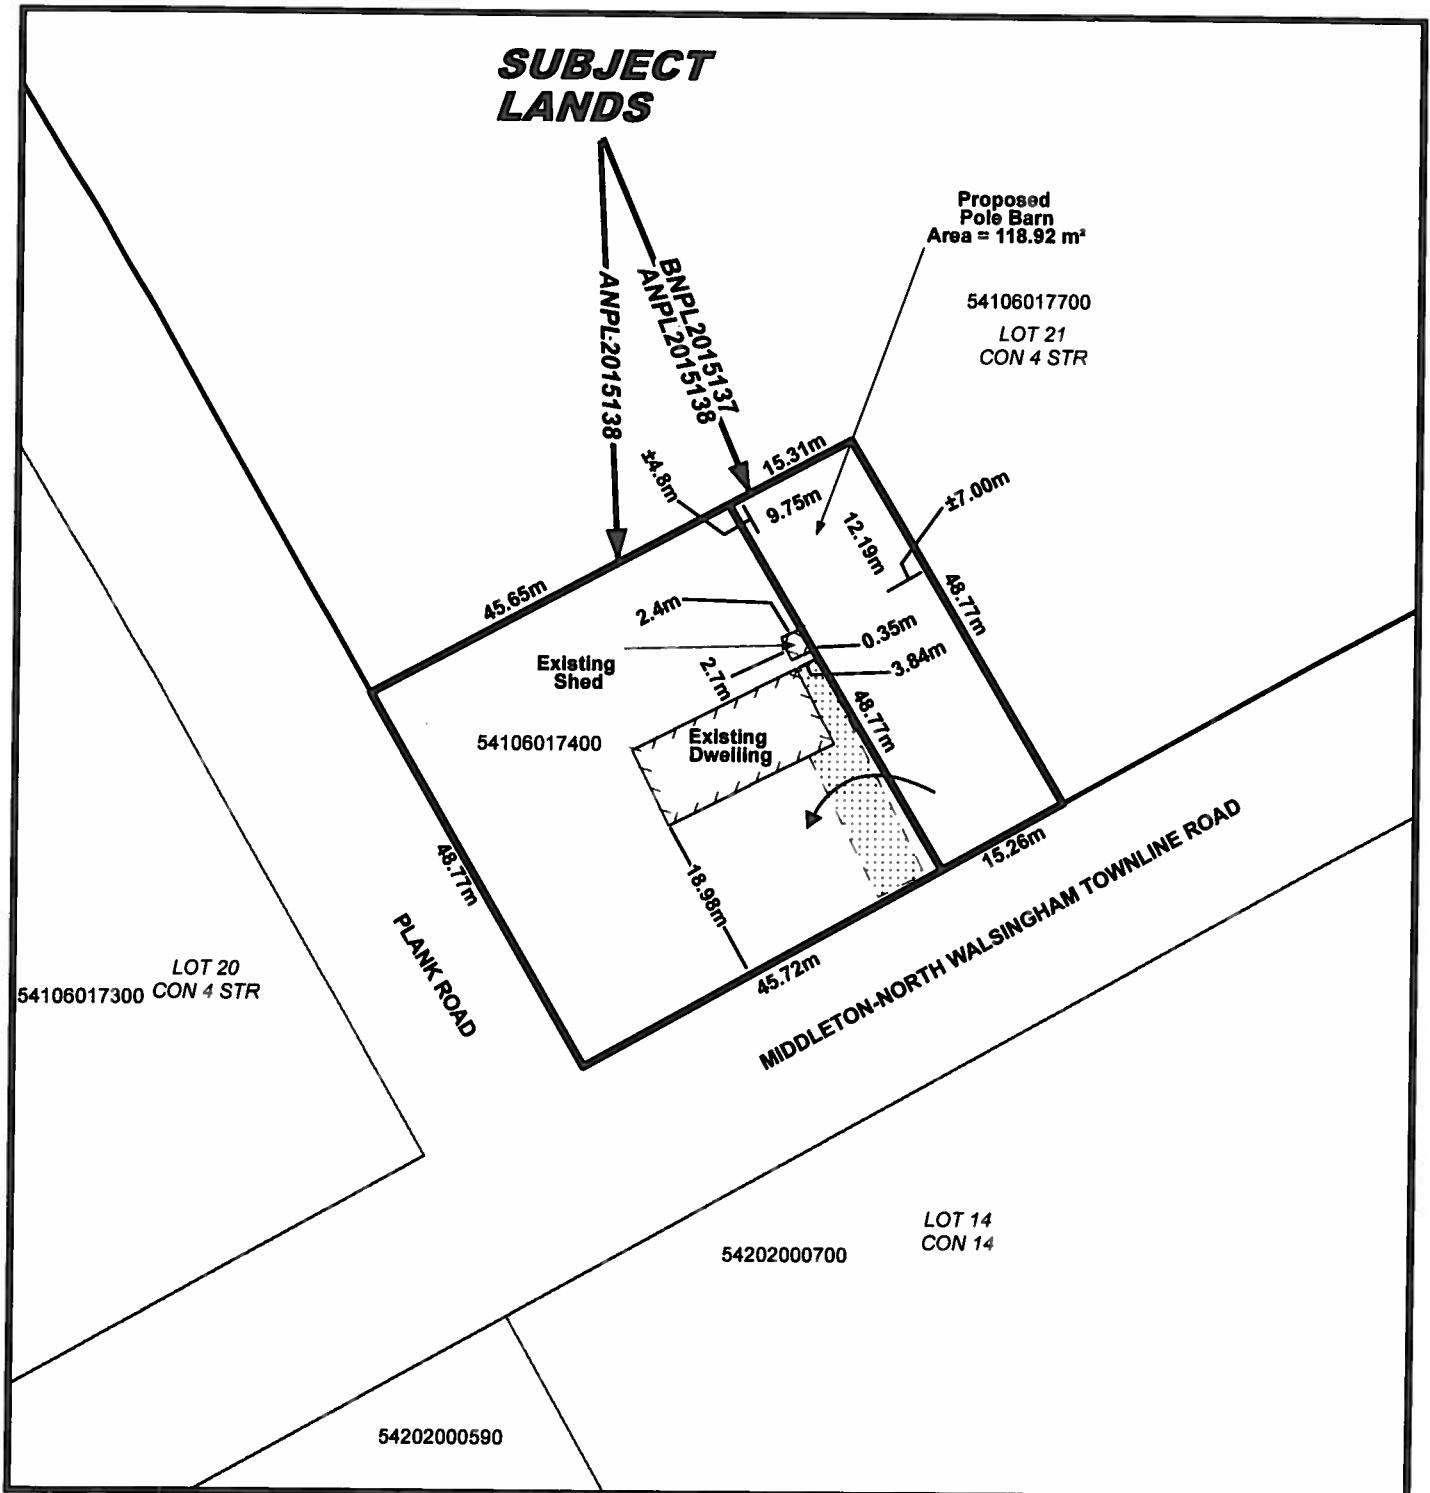 SUBJECT
LANDS
Proposed
Pole Barn
Area = 118.92 m²
54106017700
LOT 21
CON 4 STR
ANPL-2015138
BNPL2015137
ANPL2015138
15.31m
±4.8m
9.75m
±7.00m
12.19m
45.65m
48.77m
2.4m
0.35m
Existing
Shed
3.84m
2.7m
48.77m
54106017400
Existing
Dwelling
15.26m
48.77m
18.98m
MIDDLETON-NORTH WALSINGHAM TOWNLINE ROAD
PLANK ROAD
45.72m
LOT 20
54106017300 CON 4 STR
LOT 14
CON 14
54202000700
54202000590